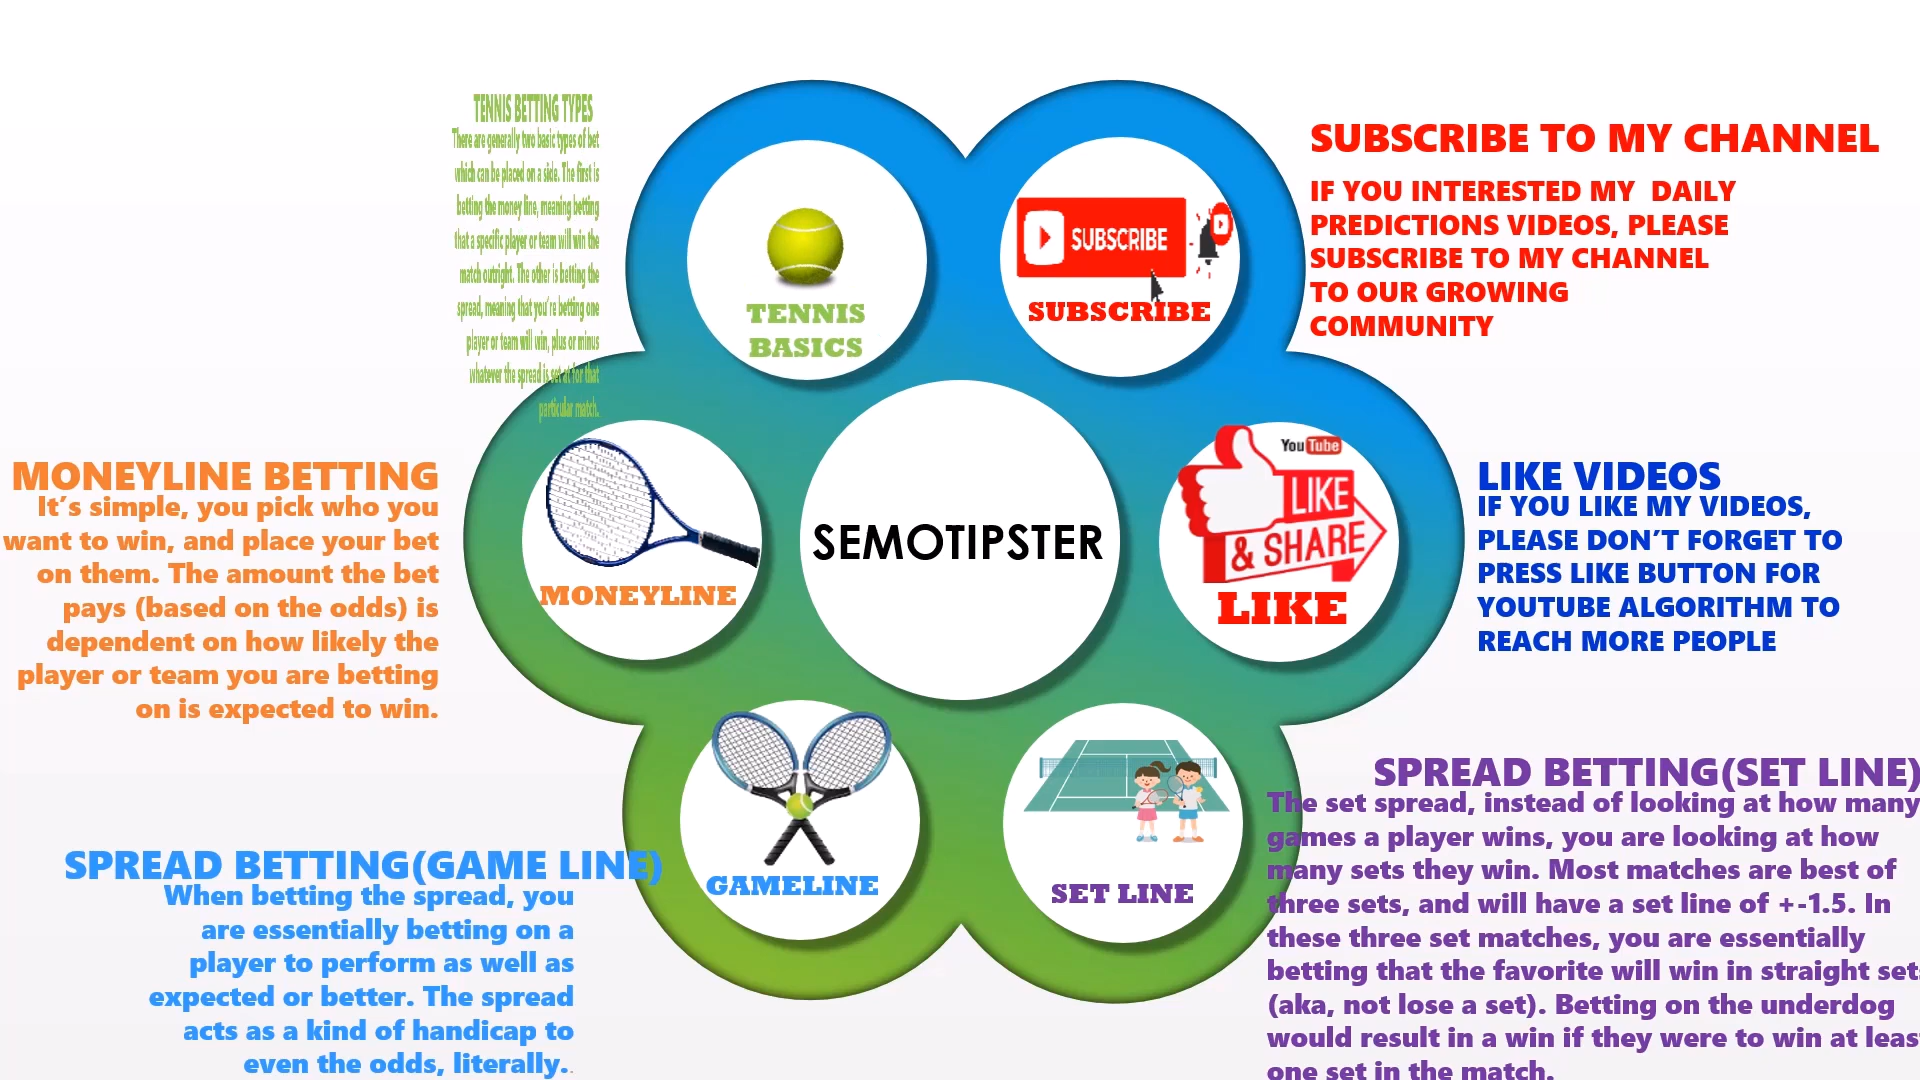 TENNIS BETTING TYPES
There are generally two basic types of bet
which can be placed on a side. The first is
betting the money line, meaning betting
that a specific player or team will win the
match outright. The other is betting the
spread, meaning that you're betting one
player or team will win, plus or minus
whatever the spread is set at for that
particular match.
TENNIS
BASICS
SUBSCRIBE
SUBSCRIBE
SUBSCRIBE TO MY CHANNEL
IF YOU INTERESTED MY DAILY
PREDICTIONS VIDEOS, PLEASE
SUBSCRIBE TO MY CHANNEL
TO OUR GROWING
COMMUNITY
MONEYLINE BETTING
It's simple, you pick who you
want to win, and place your bet
on them. The amount the bet
pays (based on the odds) is
dependent on how likely the
player or team you are betting
on is expected to win.
MONEYLINE
SEMOTIPSTER
YouTube
LIKE
& SHARE
LIKE
LIKE VIDEOS
IF YOU LIKE MY VIDEOS,
PLEASE DON'T FORGET TO
PRESS LIKE BUTTON FOR
YOUTUBE ALGORITHM TO
REACH MORE PEOPLE
SPREAD BETTING(GAME LINE)
When betting the spread, you
are essentially betting on a
player to perform as well as
expected or better. The spread
acts as a kind of handicap to
even the odds, literally..
GAMELINE
SET LINE
SPREAD BETTING(SET LINE)
The set spread, instead of looking at how many
games a player wins, you are looking at how
many sets they win. Most matches are best of
three sets, and will have a set line of +-1.5. In
these three set matches, you are essentially
betting that the favorite will win in straight sets
(aka, not lose a set). Betting on the underdog
would result in a win if they were to win at least
one set in the match.